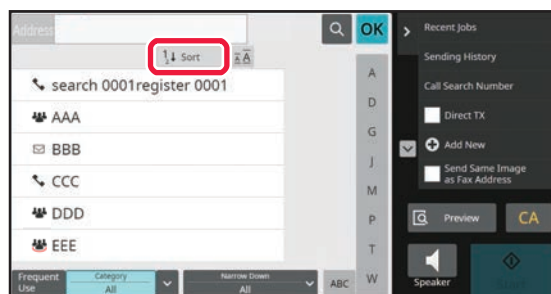 Address
OK
Sort
search 0001register 0001
AAA
BBB
CCC
DDD
EEE
A
D
G
J
M
P
T
W
Frequent
Use
Category
All
Narrow Down
All
ABC
Recent Jobs
Sending History
Call Search Number
Direct TX
Add New
Send Same Image
as Fax Address
Preview
CA
Speaker
Start